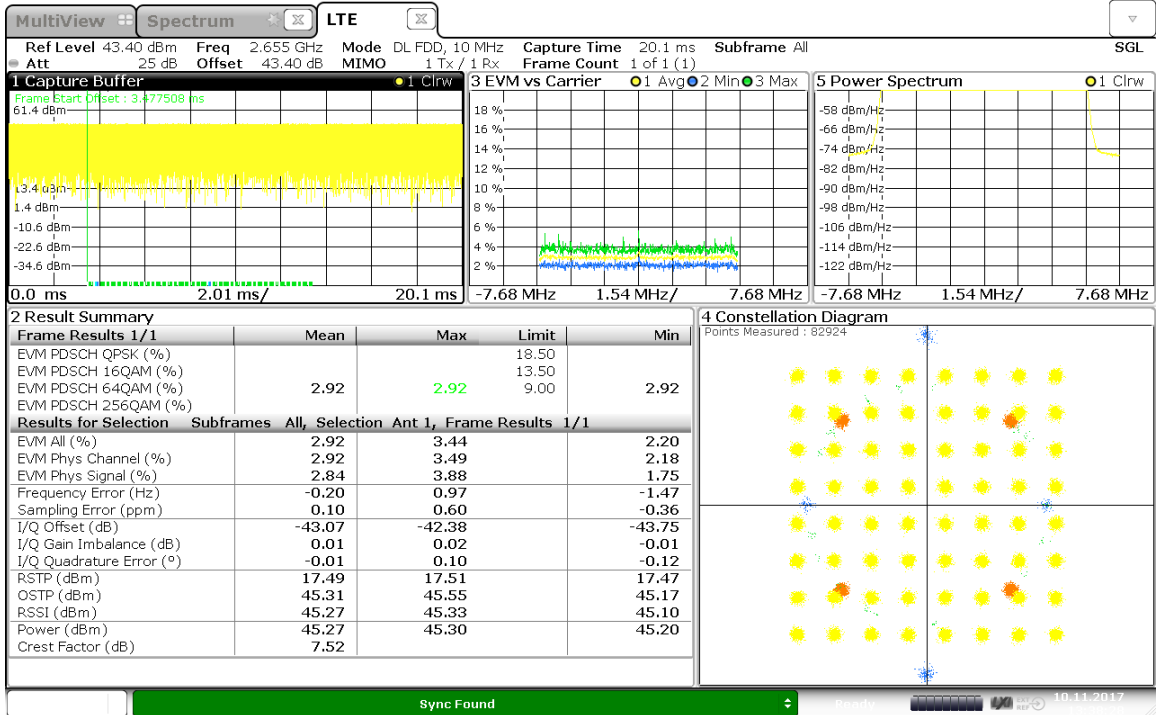 MultiView Spectrum LTE
Ref Level 43.40 dBm Freq 2.655 GHz Mode DL FDD, 10 MHz Capture Time 20.1 ms Subframe All SGL
Att 25 dB Offset 43.40 dB MIMO 1 Tx / 1 Rx Frame Count 1 of 1 (1)
1 Capture Buffer 1 Clrw
Frame Start Offset : 3.477508 ms
61.4 dBm
13.4 dBm
1.4 dBm
-10.6 dBm
-22.6 dBm
-34.6 dBm
0.0 ms 2.01 ms/ 20.1 ms
3 EVM vs Carrier 1 Avg 2 Min 3 Max
18 %
16 %
14 %
12 %
10 %
8 %
6 %
4 %
2 %
-7.68 MHz 1.54 MHz/ 7.68 MHz
5 Power Spectrum 1 Clrw
-58 dBm/Hz
-66 dBm/Hz
-74 dBm/Hz
-82 dBm/Hz
-90 dBm/Hz
-98 dBm/Hz
-106 dBm/Hz
-114 dBm/Hz
-122 dBm/Hz
-7.68 MHz 1.54 MHz/ 7.68 MHz
2 Result Summary
Frame Results 1/1 Mean Max Limit Min
EVM PDSCH QPSK (%) 18.50
EVM PDSCH 16QAM (%) 13.50
EVM PDSCH 64QAM (%) 2.92 2.92 9.00 2.92
EVM PDSCH 256QAM (%)
Results for Selection Subframes All, Selection Ant 1, Frame Results 1/1
EVM All (%) 2.92 3.44 2.20
EVM Phys Channel (%) 2.92 3.49 2.18
EVM Phys Signal (%) 2.84 3.88 1.75
Frequency Error (Hz) -0.20 0.97 -1.47
Sampling Error (ppm) 0.10 0.60 -0.36
I/Q Offset (dB) -43.07 -42.38 -43.75
I/Q Gain Imbalance (dB) 0.01 0.02 -0.01
I/Q Quadrature Error (°) -0.01 0.10 -0.12
RSTP (dBm) 17.49 17.51 17.47
OSTP (dBm) 45.31 45.55 45.17
RSSI (dBm) 45.27 45.33 45.10
Power (dBm) 45.27 45.30 45.20
Crest Factor (dB) 7.52
4 Constellation Diagram
Points Measured : 82924
Sync Found
Ready
LXI
EXT
REF
10.11.2017